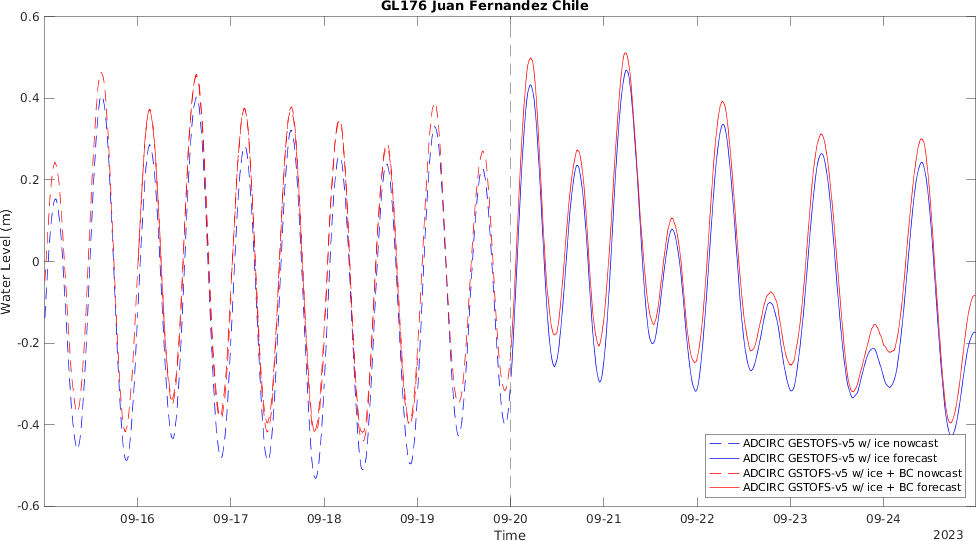 GL176 Juan Fernandez Chile
0.6
0.4
0.2
0
-0.2
-0.4
-0.6
Water Level (m)
09-16 09-17 09-18 09-19 09-20 09-21 09-22 09-23 09-24
Time
2023
ADCIRC GESTOFS-v5 w/ ice nowcast
ADCIRC GESTOFS-v5 w/ ice forecast
ADCIRC GSTOFS-v5 w/ ice + BC nowcast
ADCIRC GSTOFS-v5 w/ ice + BC forecast